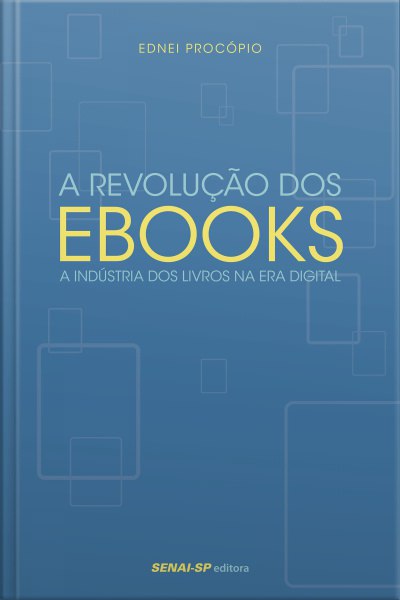 EDNEI PROCÓPIO
A REVOLUÇÃO DOS
EBOOKS
A INDÚSTRIA DOS LIVROS NA ERA DIGITAL
SENAI-SP editora